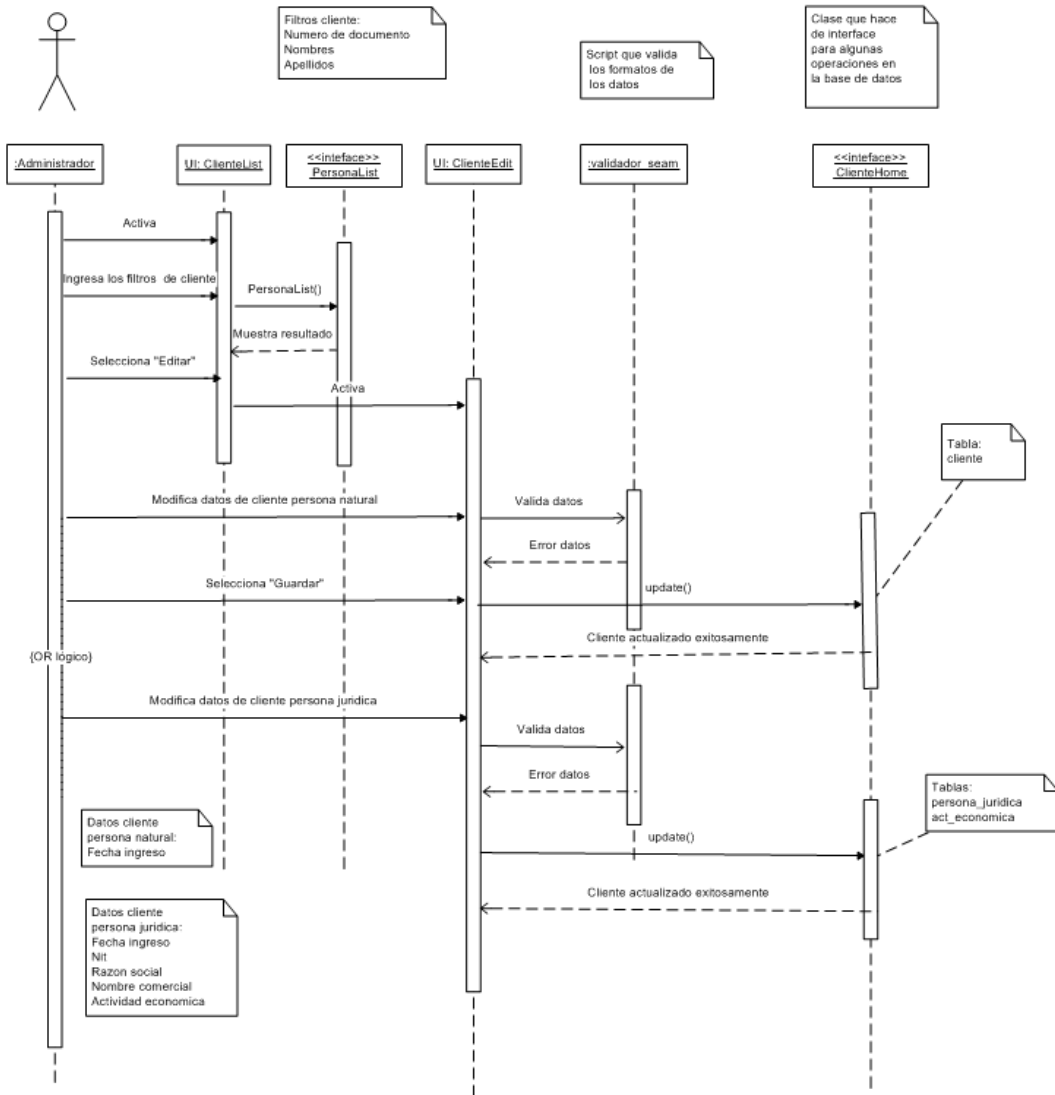 Filtros cliente:
Numero de documento
Nombres
Apellidos
Script que valida
los formatos de
los datos
Clase que hace
de interface
para algunas
operaciones en
la base de datos
:Administrador
UI: ClienteList
<<inteface>>
PersonaList
UI: ClienteEdit
:validador_seam
<<inteface>>
ClienteHome
Activa
Ingresa los filtros de cliente
PersonaList()
Muestra resultado
Selecciona "Editar"
Activa
Tabla:
cliente
Modifica datos de cliente persona natural
Valida datos
Error datos
Selecciona "Guardar"
update()
Cliente actualizado exitosamente
{OR lógico}
Modifica datos de cliente persona juridica
Valida datos
Error datos
Tablas:
persona_juridica
act_economica
Datos cliente
persona natural:
Fecha ingreso
update()
Cliente actualizado exitosamente
Datos cliente
persona juridica:
Fecha ingreso
Nit
Razon social
Nombre comercial
Actividad economica